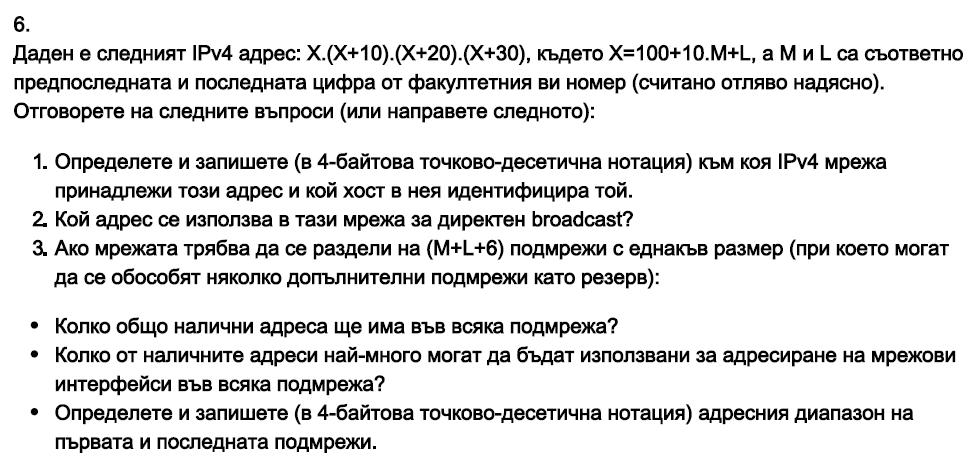 6.
Даден е следният IPv4 адрес: X.(X+10).(X+20).(X+30), където X=100+10.M+L, а M и L са съответно
предпоследната и последната цифра от факултетния ви номер (считано отляво надясно).
Отговорете на следните въпроси (или направете следното):
1. Определете и запишете (в 4-байтова точково-десетична нотация) към коя IPv4 мрежа
принадлежи този адрес и кой хост в нея идентифицира той.
2. Кой адрес се използва в тази мрежа за директен broadcast?
3. Ако мрежата трябва да се раздели на (M+L+6) подмрежи с еднакъв размер (при което могат
да се обособят няколко допълнителни подмрежи като резерв):
• Колко общо налични адреса ще има във всяка подмрежа?
• Колко от наличните адреси най-много могат да бъдат използвани за адресиране на мрежови
интерфейси във всяка подмрежа?
• Определете и запишете (в 4-байтова точково-десетична нотация) адресния диапазон на
първата и последната подмрежи.